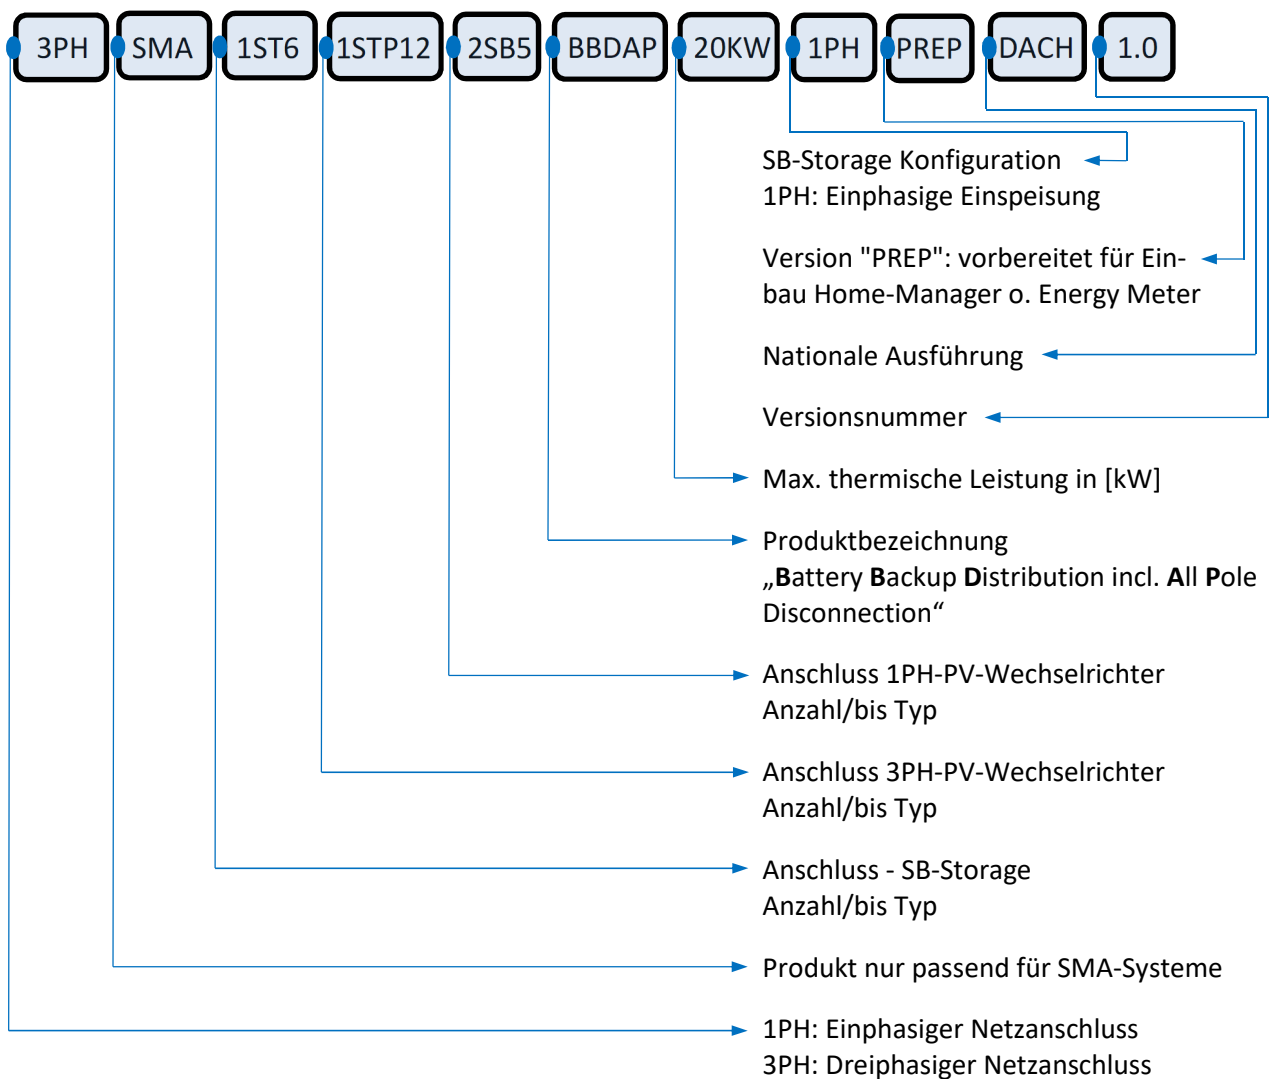 3PH SMA 1ST6 1STP12 2SB5 BBDAP 20KW 1PH PREP DACH 1.0
SB-Storage Konfiguration
1PH: Einphasige Einspeisung
Version "PREP": vorbereitet für Ein-
bau Home-Manager o. Energy Meter
Nationale Ausführung
Versionsnummer
Max. thermische Leistung in [kW]
Produktbezeichnung
„Battery Backup Distribution incl. All Pole
Disconnection“
Anschluss 1PH-PV-Wechselrichter
Anzahl/bis Typ
Anschluss 3PH-PV-Wechselrichter
Anzahl/bis Typ
Anschluss - SB-Storage
Anzahl/bis Typ
Produkt nur passend für SMA-Systeme
1PH: Einphasiger Netzanschluss
3PH: Dreiphasiger Netzanschluss